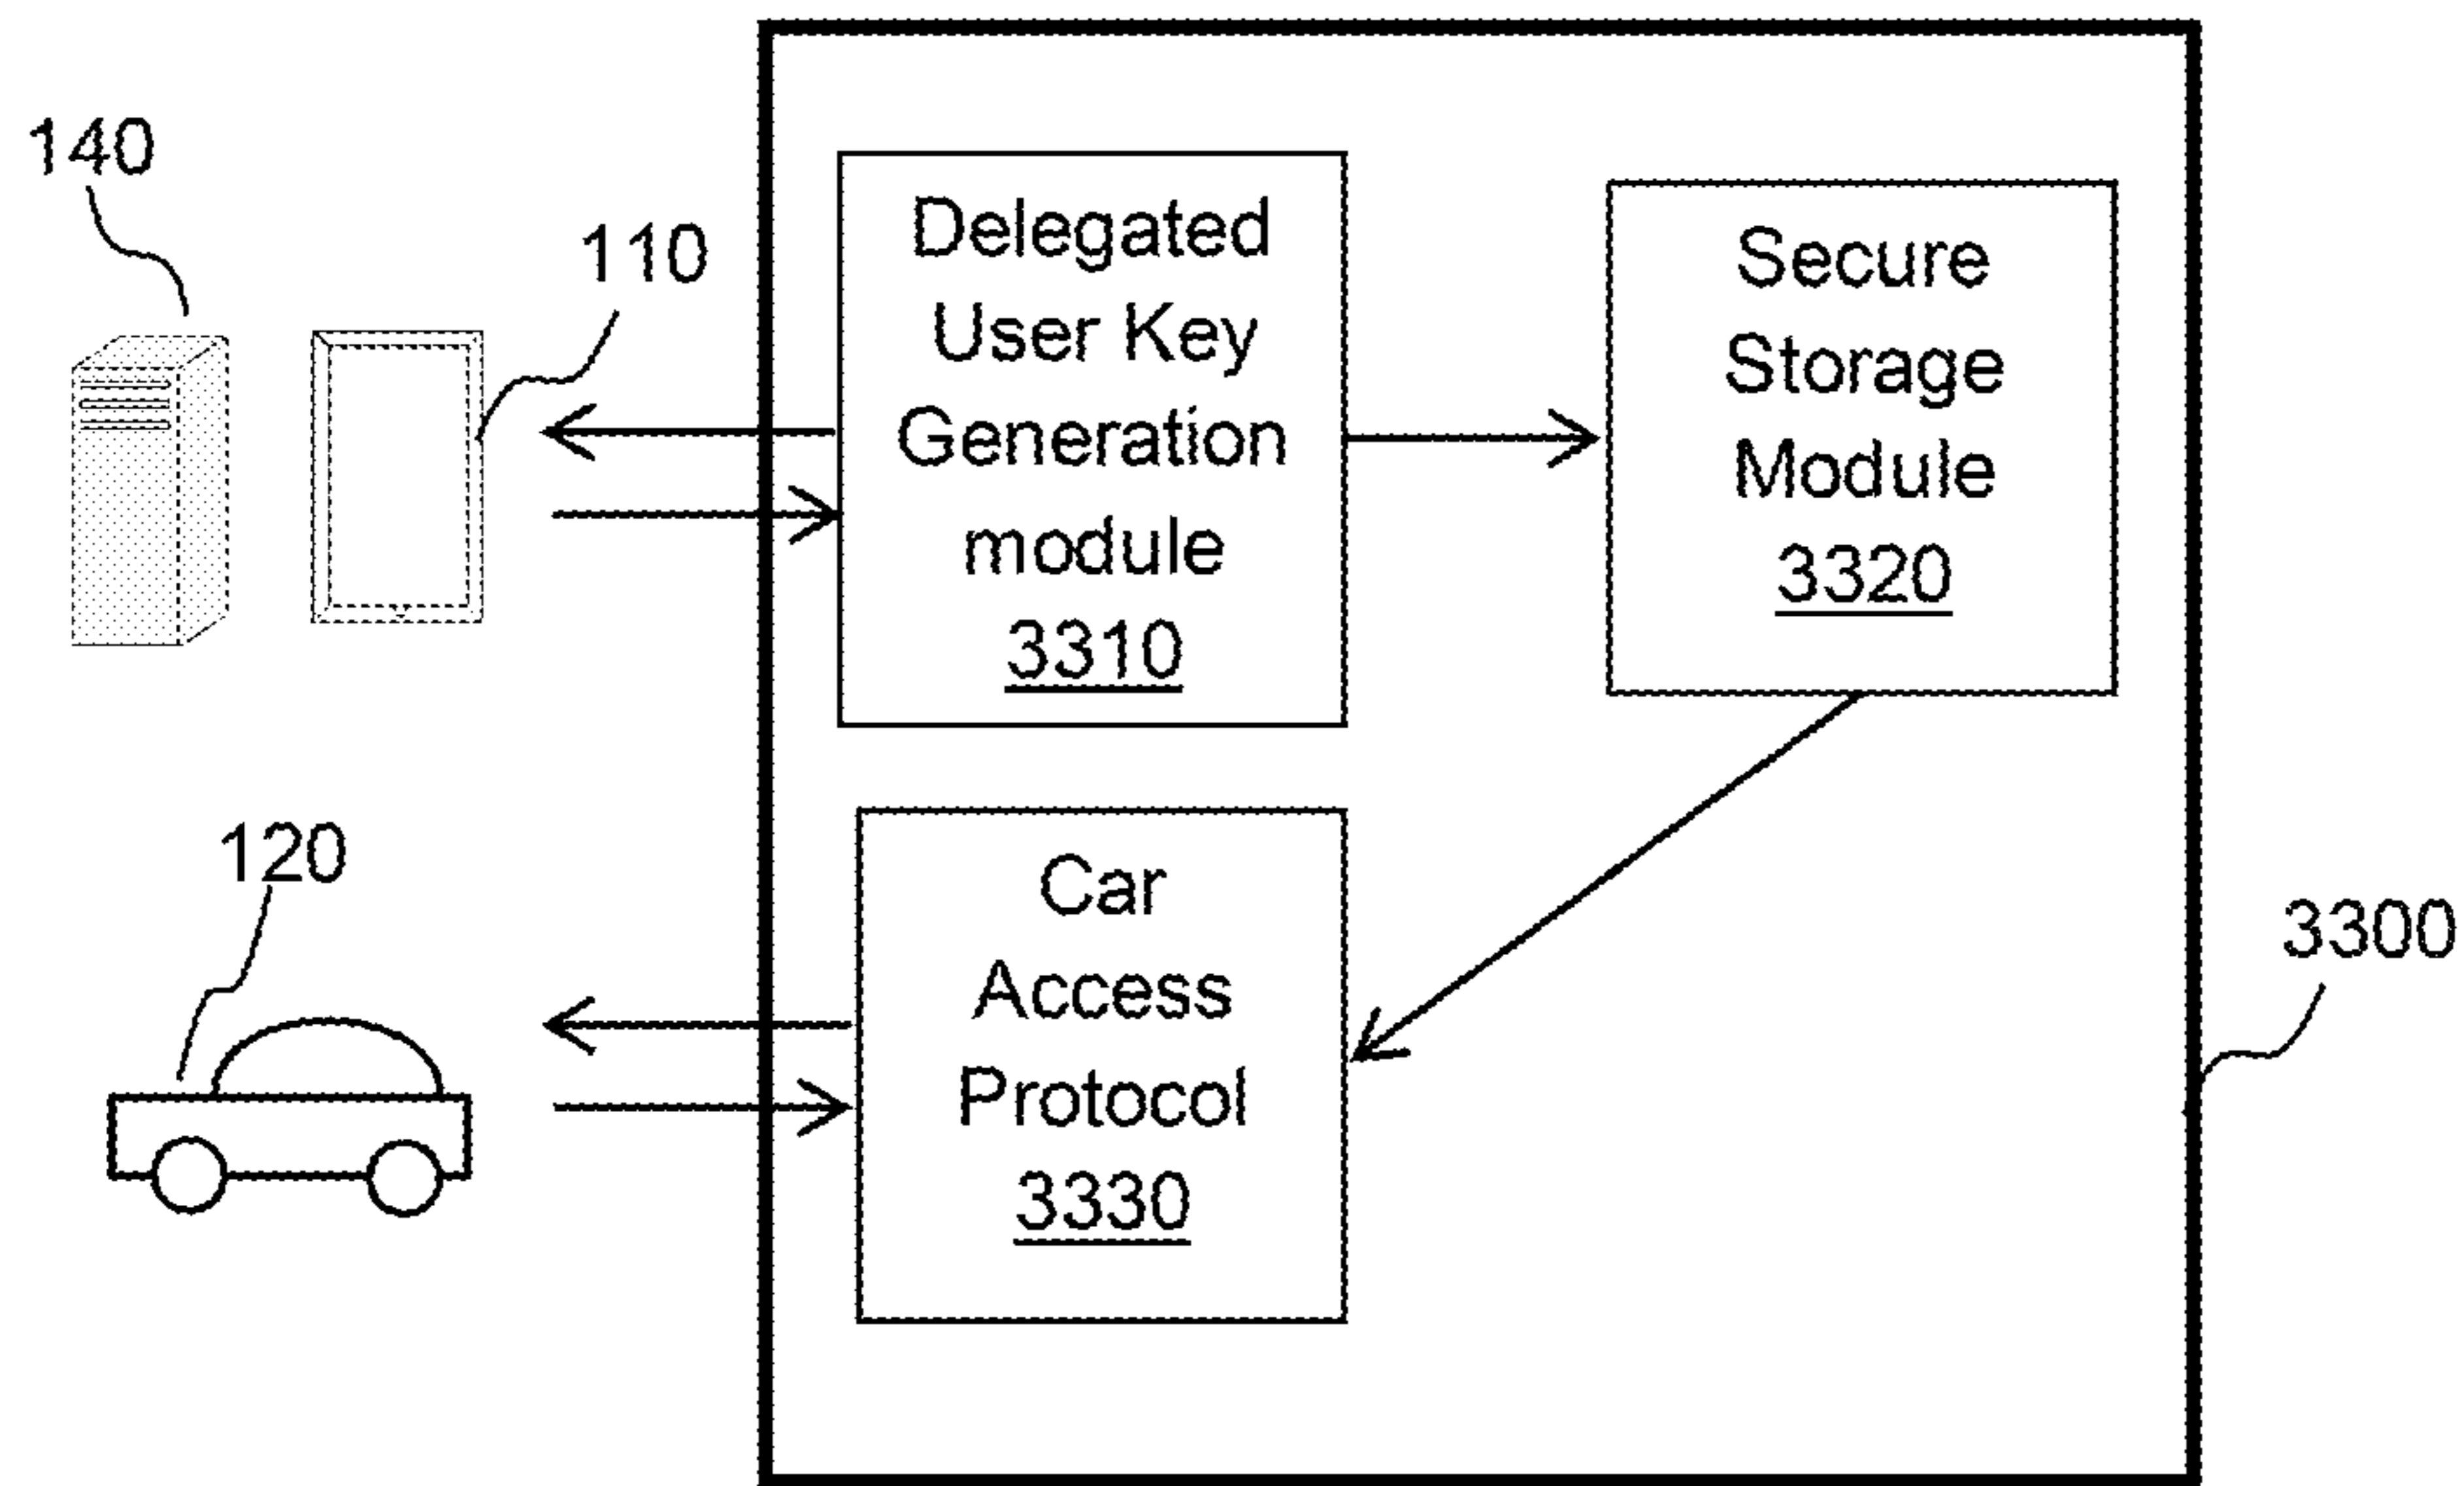 140
110
Delegated
User Key
Generation
module
3310
Secure
Storage
Module
3320
120
Car
Access
Protocol
3330
3300